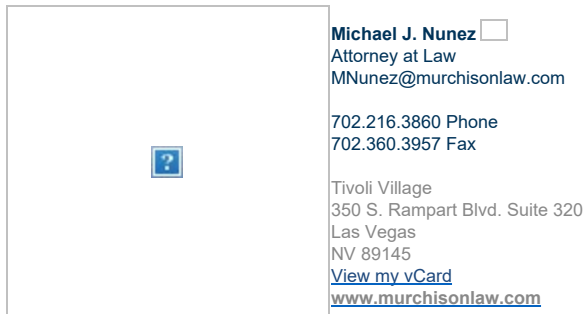 Michael J. Nunez
Attorney at Law
MNunez@murchisonlaw.com
702.216.3860 Phone
702.360.3957 Fax
Tivoli Village
350 S. Rampart Blvd. Suite 320
Las Vegas
NV 89145
View my vCard
www.murchisonlaw.com